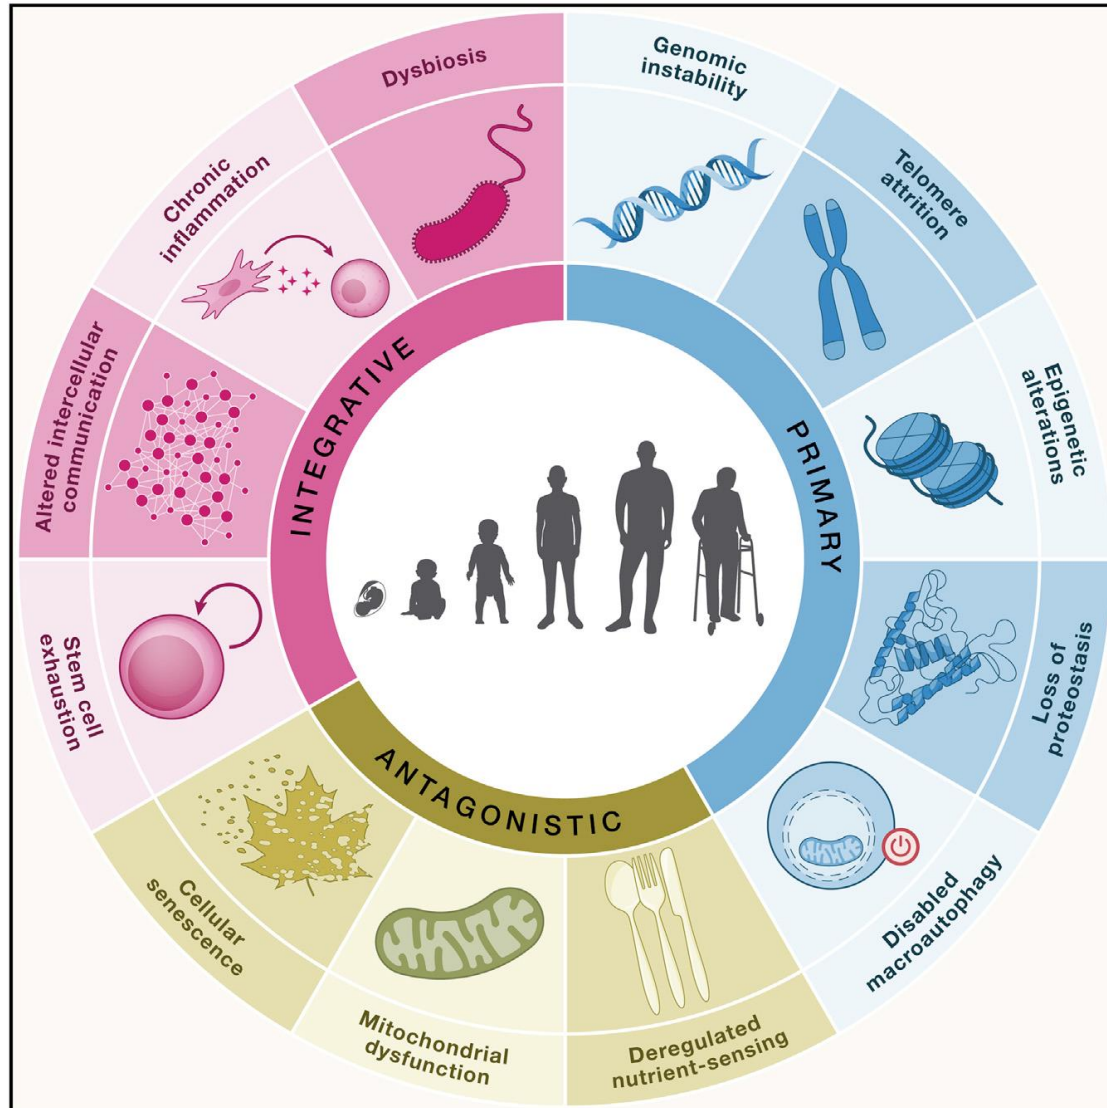 Dysbiosis
Genomic
instability
Telomere
attrition
Epigenetic
alterations
Loss of
proteostasis
Disabled
macroautophagy
Deregulated
nutrient-sensing
Mitochondrial
dysfunction
Cellular
senescence
Stem cell
exhaustion
Altered intercellular
communication
Chronic
inflammation
INTEGRATIVE
PRIMARY
ANTAGONISTIC